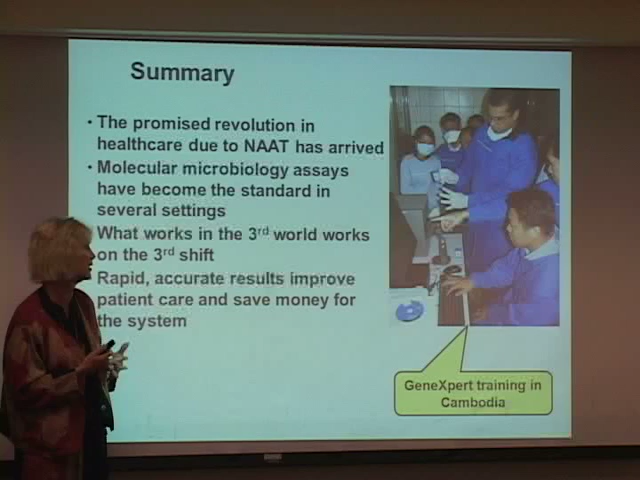 Summary
• The promised revolution in
healthcare due to NAAT has arrived
• Molecular microbiology assays
have become the standard in
several settings
What works in the 3rd world works
on the 3rd shift
Rapid, accurate results improve
patient care and save money for
the system
GeneXpert training in
Cambodia